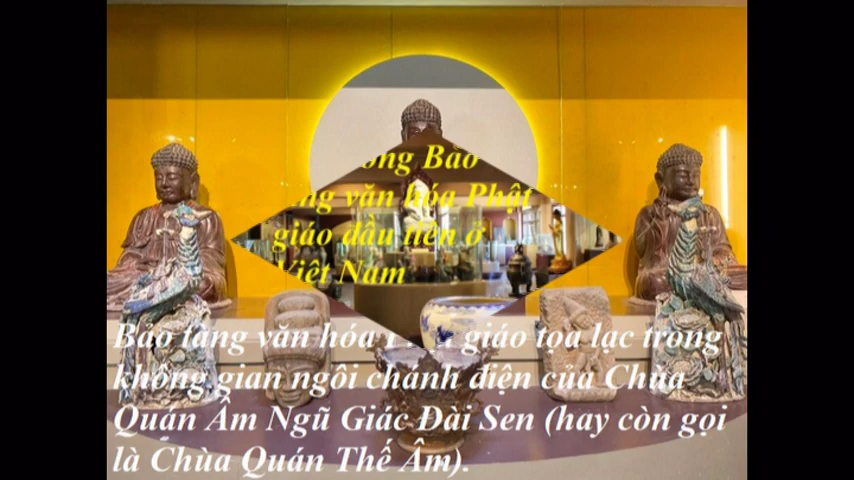 Bảo
văn hóa Phật
giáo đầu tiên ở
Việt Nam
Bảo tàng văn hóa giáo tọa lạc trong
không gian ngôi chánh điện của Chùa
Quán Âm Ngũ Giác Đài Sen (hay còn gọi
là Chùa Quán Thế Âm).